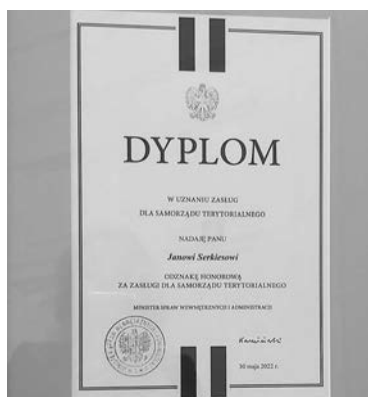 DYPLOM
W UZNANIU ZASŁUG
DLA SAMORZĄDU TERYTORIALNEGO
NADAJĘ PANU
Janowi Serkiesowi
ODZNAKĘ HONOROWĄ
ZA ZASŁUGI DLA SAMORZĄDU TERYTORIALNEGO
MINISTER SPRAW WEWNĘTRZNYCH I ADMINISTRACJI
30 maja 2022 r.